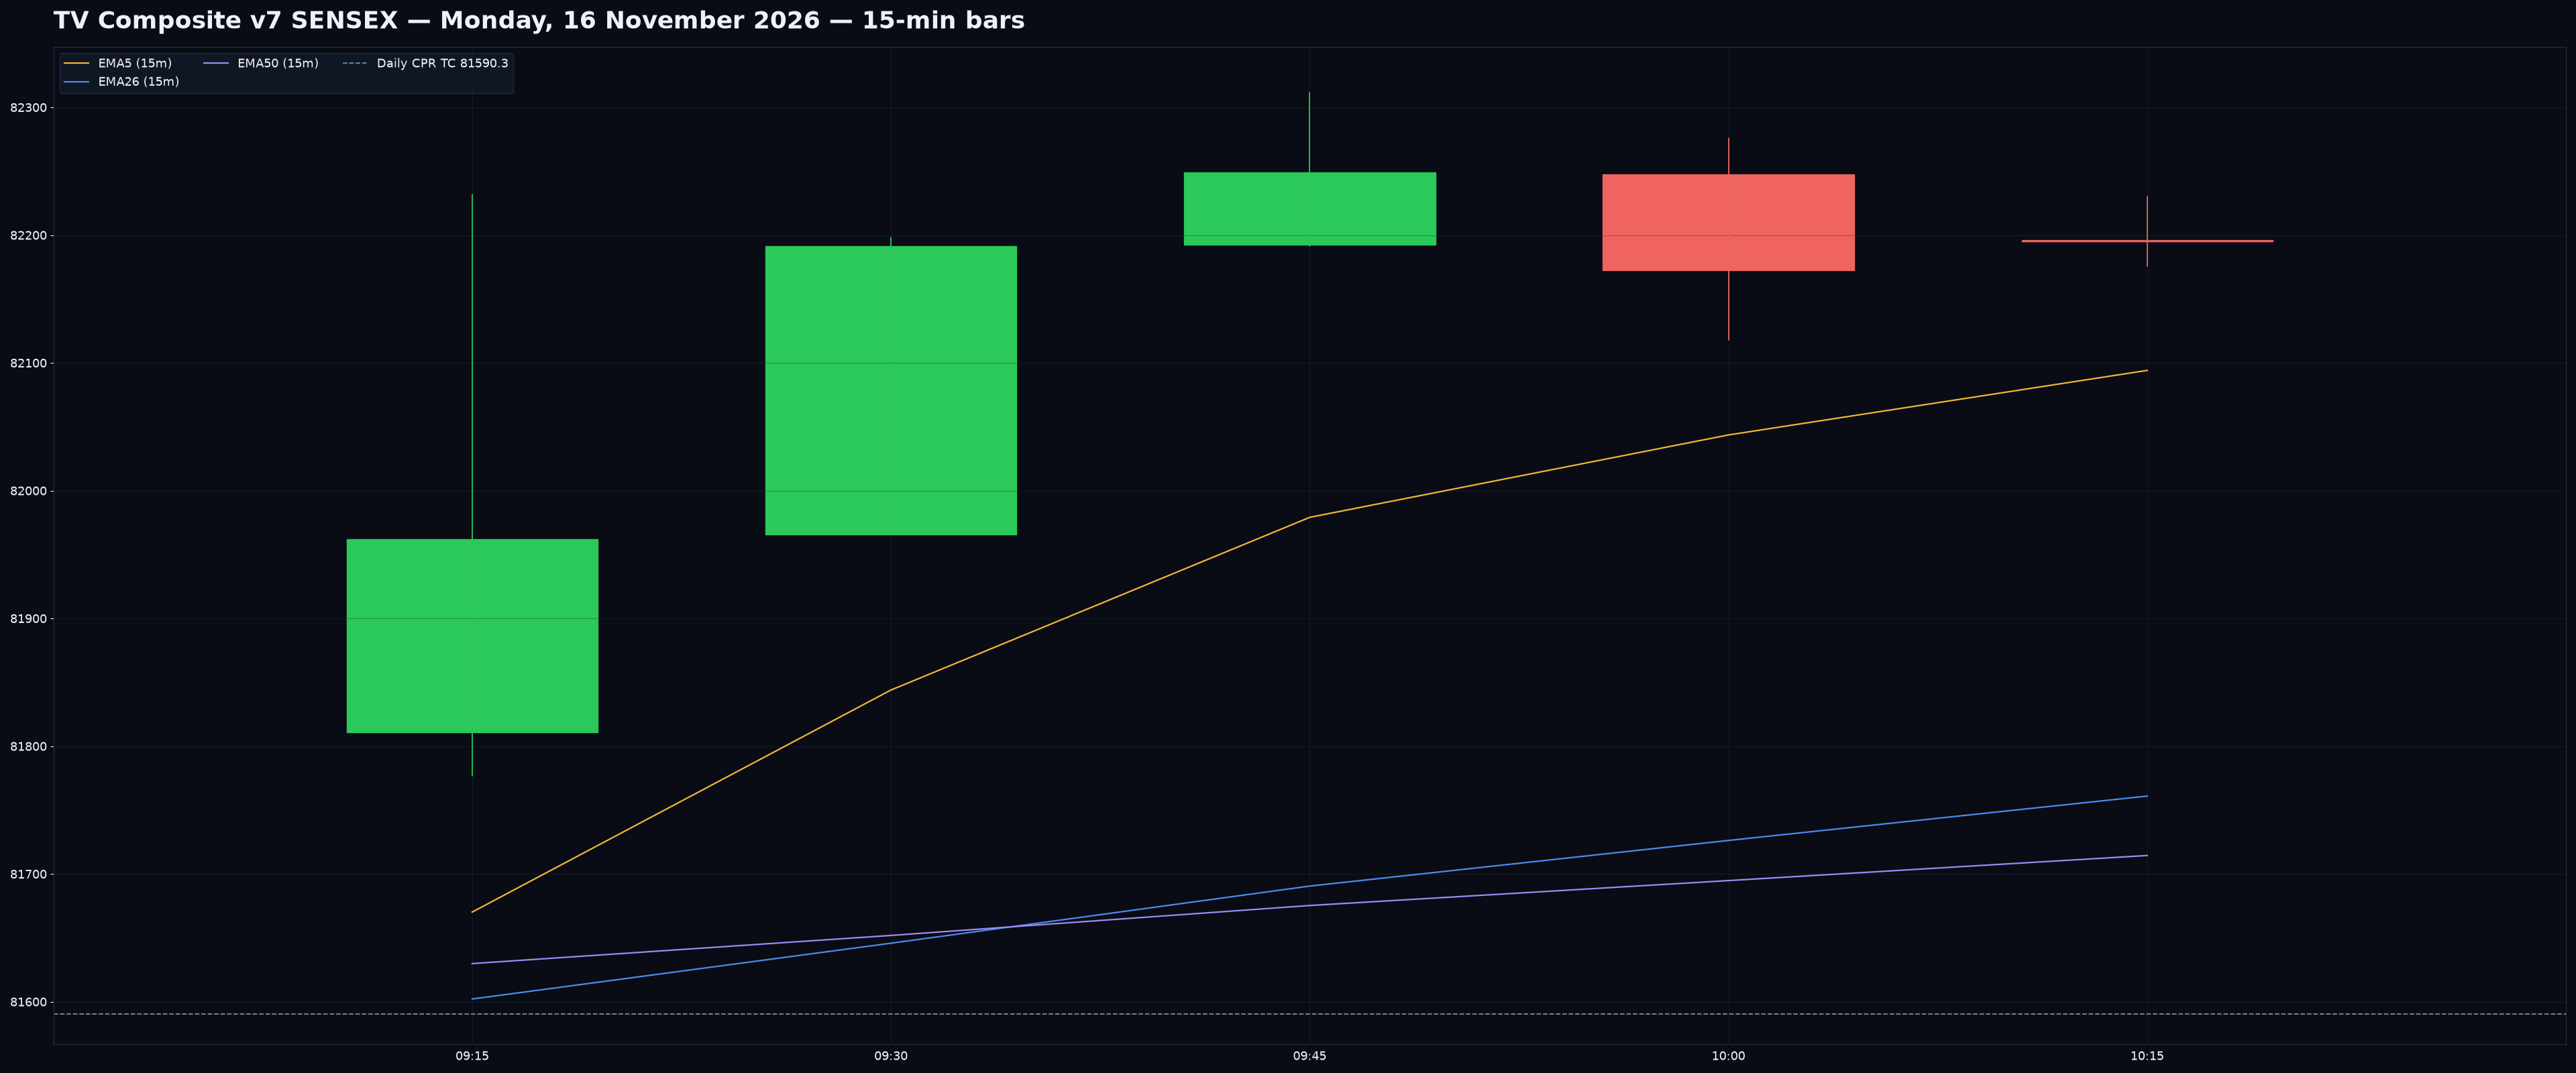 TV Composite v7 SENSEX — Monday, 16 November 2026 — 15-min bars
EMA5 (15m) EMA50 (15m) Daily CPR TC 81590.3
EMA26 (15m)
82300
82200
82100
82000
81900
81800
81700
81600
09:15 09:30 09:45 10:00 10:15